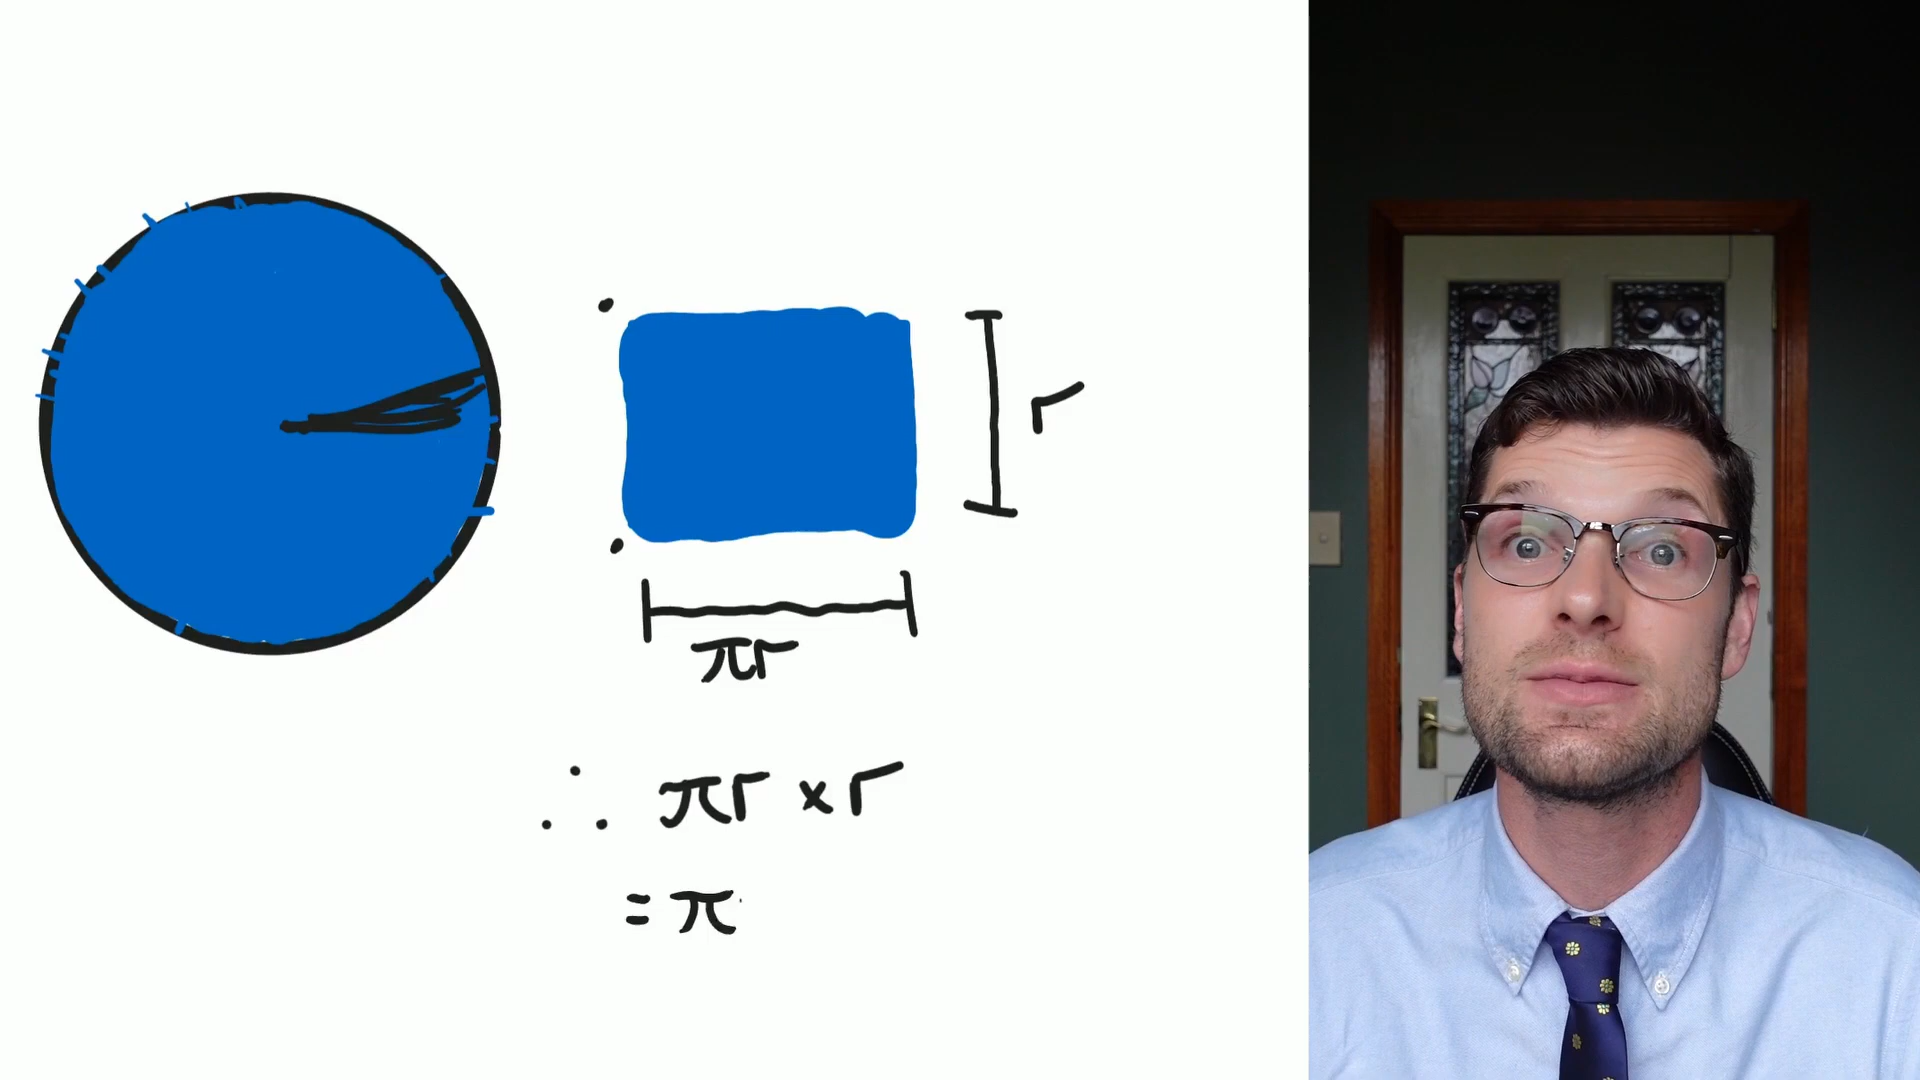 r
πr
∴ πr × r
= π